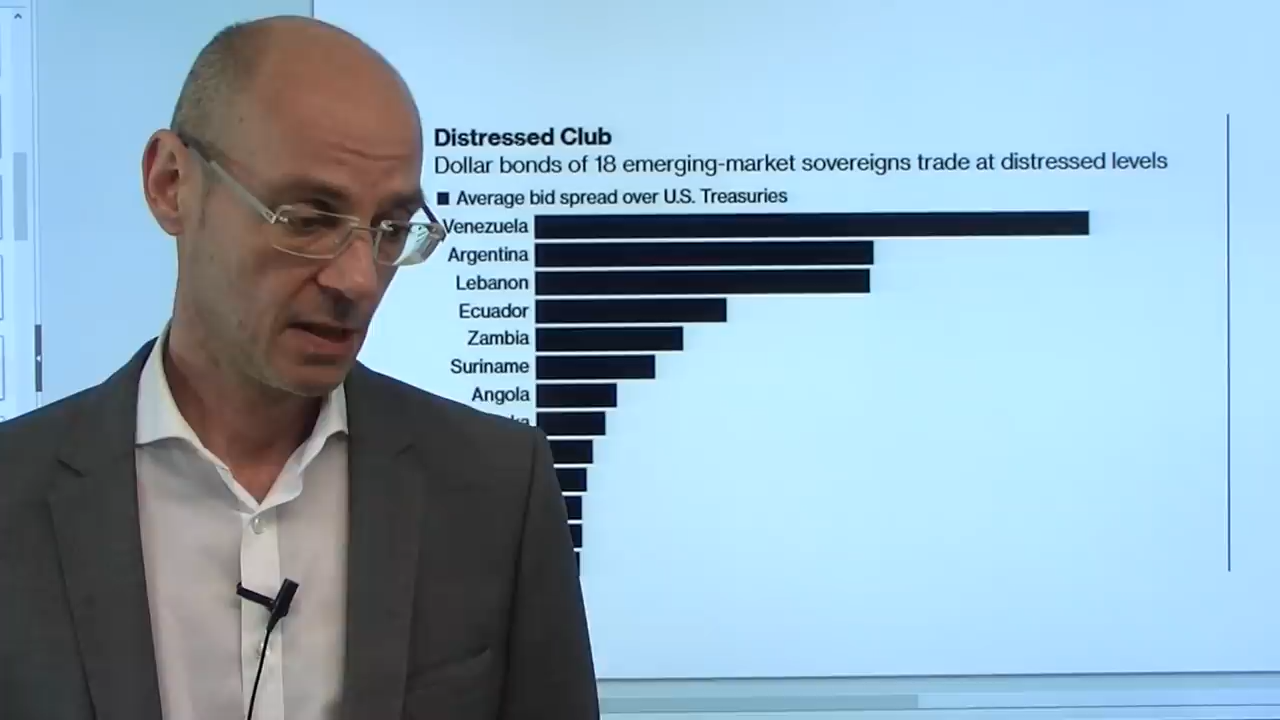 Distressed Club
Dollar bonds of 18 emerging-market sovereigns trade at distressed levels
Average bid spread over U.S. Treasuries
Venezuela
Argentina
Lebanon
Ecuador
Zambia
Suriname
Angola